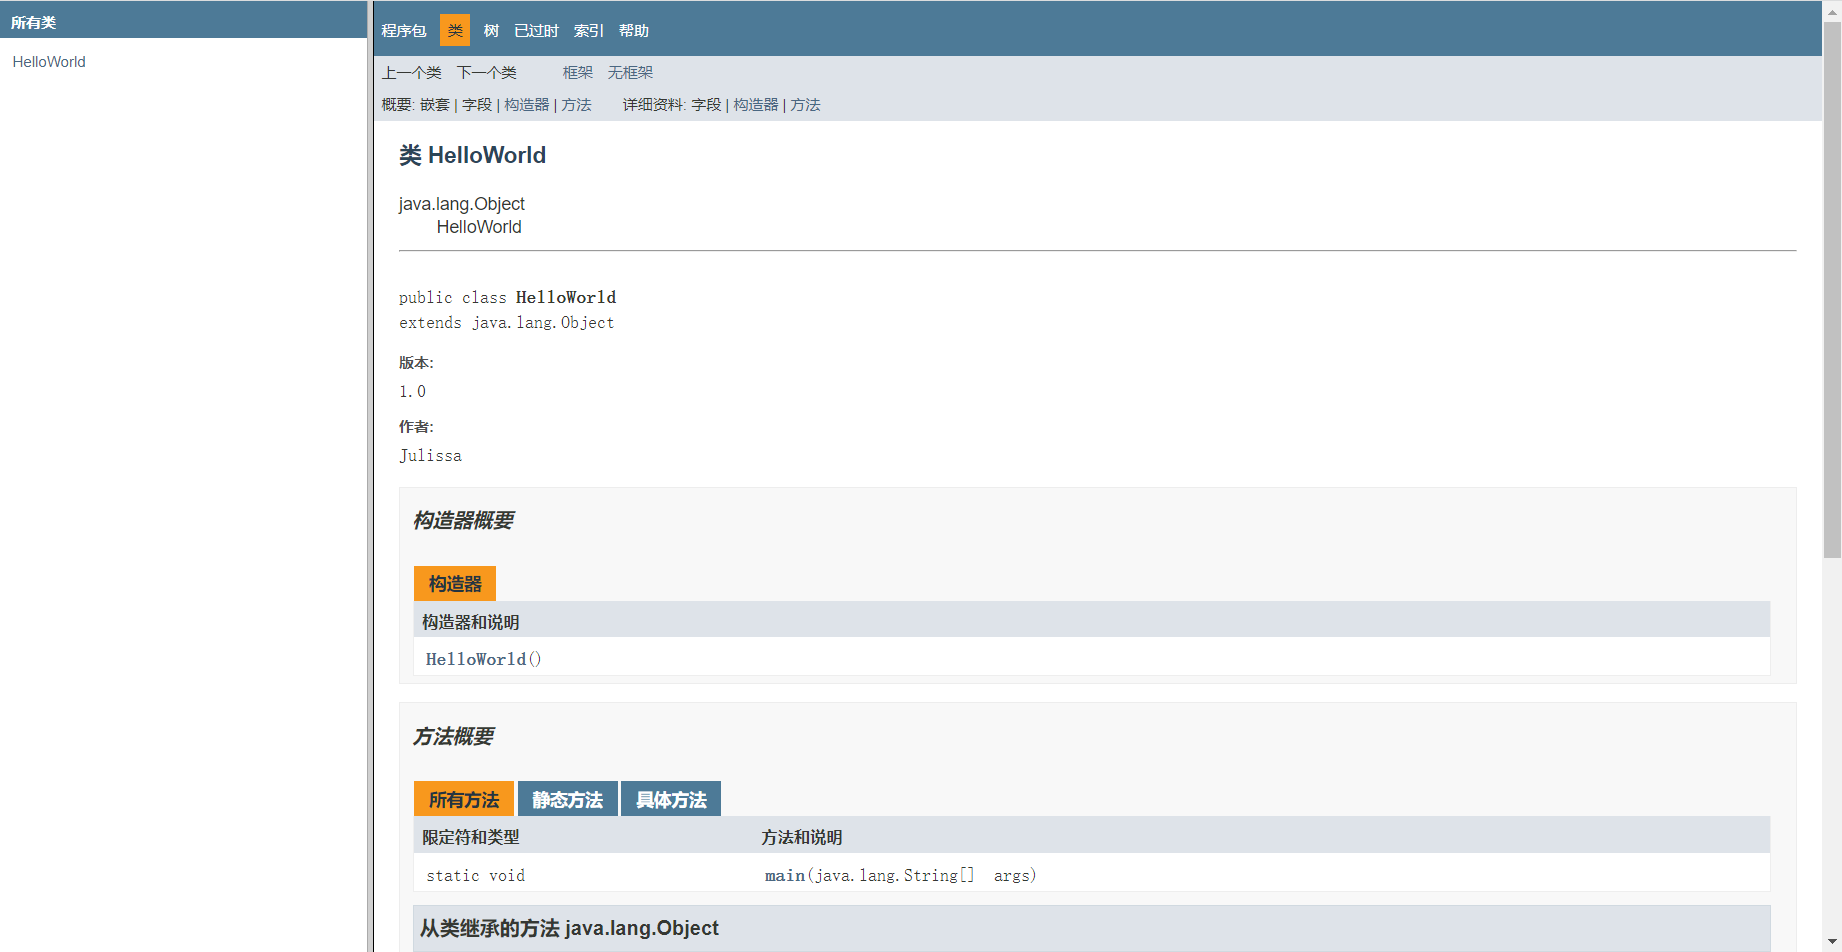 所有类
HelloWorld
程序包 类 树 已过时 索引 帮助
上一个类 下一个类 框架 无框架
概要: 嵌套 | 字段 | 构造器 | 方法 详细资料: 字段 | 构造器 | 方法
类 HelloWorld
java.lang.Object
HelloWorld
public class HelloWorld
extends java.lang.Object
版本:
1.0
作者:
Julissa
构造器概要
构造器
构造器和说明
HelloWorld()
方法概要
所有方法 静态方法 具体方法
限定符和类型 方法和说明
static void main(java.lang.String[] args)
从类继承的方法 java.lang.Object